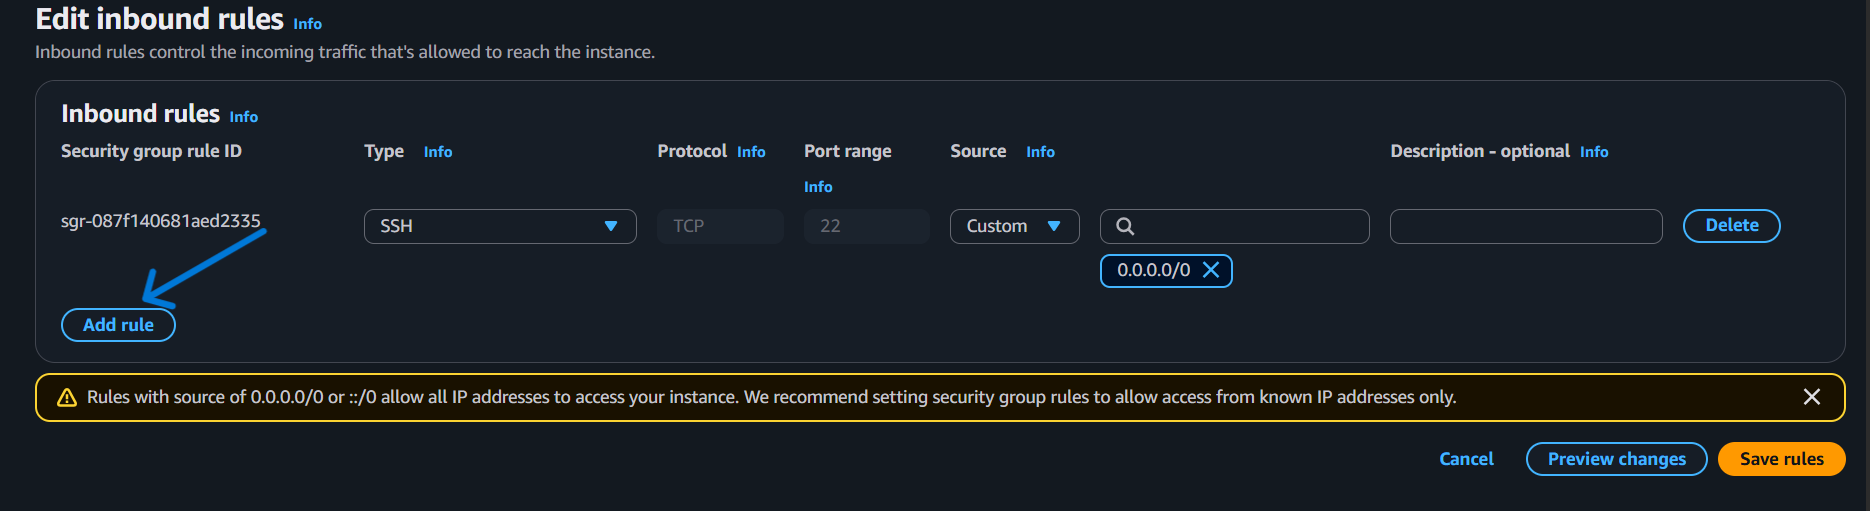 Edit inbound rules Info
Inbound rules control the incoming traffic that's allowed to reach the instance.
Inbound rules Info
Security group rule ID Type Info Protocol Info Port range Info Source Info Description - optional Info
sgr-087f140681aed2335 SSH TCP 22 Custom Delete
0.0.0.0/0
Add rule
Rules with source of 0.0.0.0/0 or ::/0 allow all IP addresses to access your instance. We recommend setting security group rules to allow access from known IP addresses only.
Cancel Preview changes Save rules